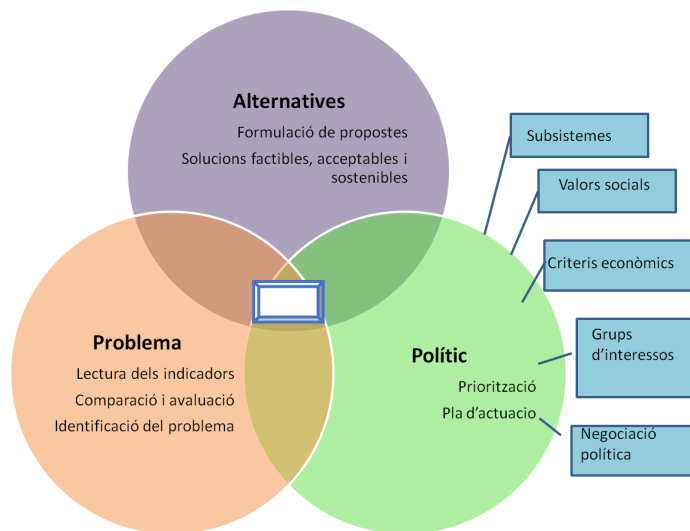 Alternatives
Formulació de propostes
Solucions factibles, acceptables i
sostenibles
Problema
Lectura dels indicadors
Comparació i avaluació
Identificació del problema
Polític
Priorització
Pla d'actuacio
Subsistemes
Valors socials
Criteris econòmics
Grups
d'interessos
Negociació
política